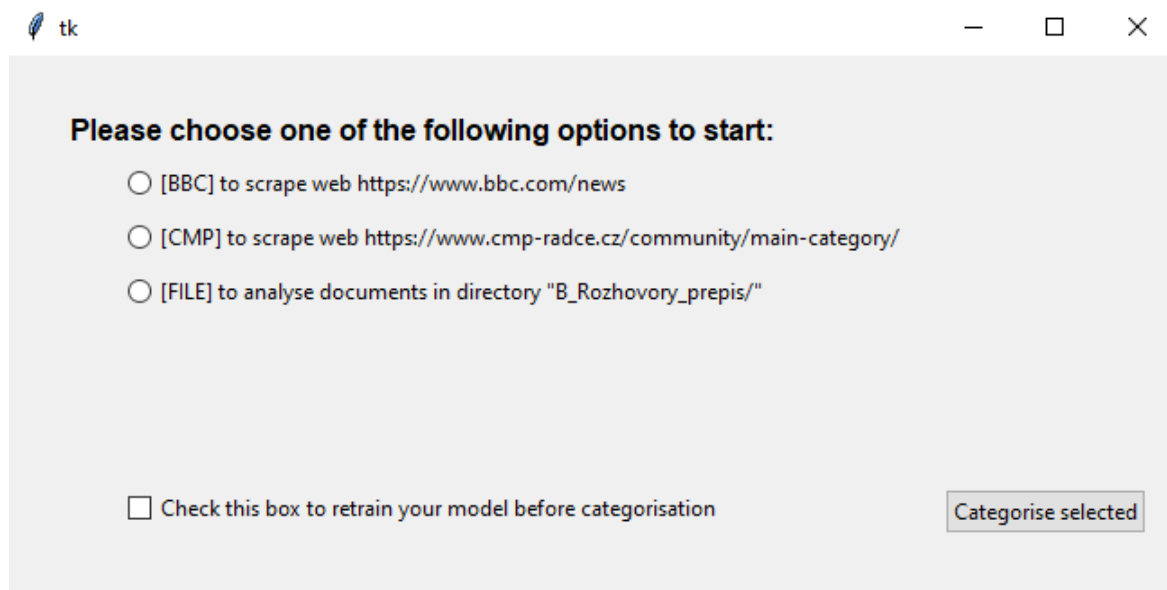 tk
Please choose one of the following options to start:
[BBC] to scrape web https://www.bbc.com/news
[CMP] to scrape web https://www.cmp-radce.cz/community/main-category/
[FILE] to analyse documents in directory "B_Rozhovory_prepis/"
Check this box to retrain your model before categorisation
Categorise selected